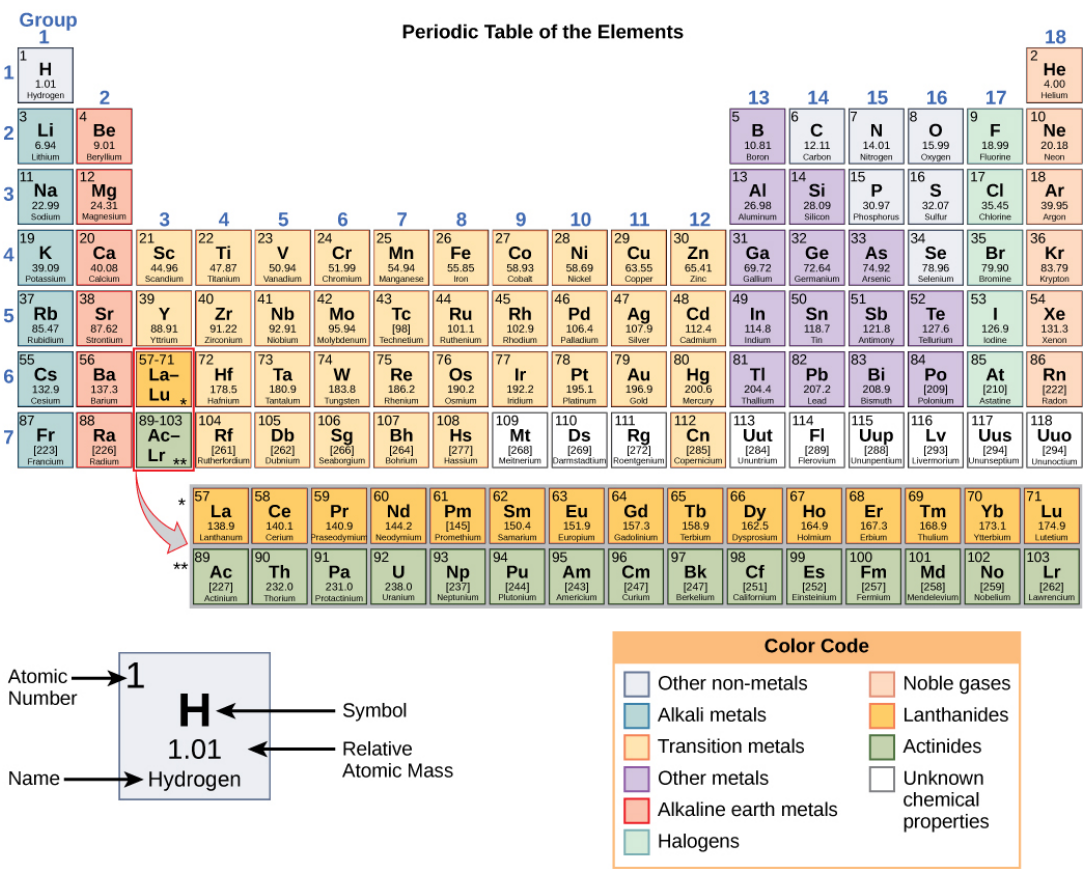 Periodic Table of the Elements
Group
1
18
1
1
H
1.01
Hydrogen
2
He
4.00
Helium
2
13
14
15
16
17
2
3
Li
6.94
Lithium
4
Be
9.01
Beryllium
5
B
10.81
Boron
6
C
12.11
Carbon
7
N
14.01
Nitrogen
8
O
15.99
Oxygen
9
F
18.99
Fluorine
10
Ne
20.18
Neon
3
11
Na
22.99
Sodium
12
Mg
24.31
Magnesium
3
4
5
6
7
8
9
10
11
12
13
Al
26.98
Aluminum
14
Si
28.09
Silicon
15
P
30.97
Phosphorus
16
S
32.07
Sulfur
17
Cl
35.45
Chlorine
18
Ar
39.95
Argon
4
19
K
39.09
Potassium
20
Ca
40.08
Calcium
21
Sc
44.96
Scandium
22
Ti
47.87
Titanium
23
V
50.94
Vanadium
24
Cr
51.99
Chromium
25
Mn
54.94
Manganese
26
Fe
55.85
Iron
27
Co
58.93
Cobalt
28
Ni
58.69
Nickel
29
Cu
63.55
Copper
30
Zn
65.41
Zinc
31
Ga
69.72
Gallium
32
Ge
72.64
Germanium
33
As
74.92
Arsenic
34
Se
78.96
Selenium
35
Br
79.90
Bromine
36
Kr
83.79
Krypton
5
37
Rb
85.47
Rubidium
38
Sr
87.62
Strontium
39
Y
88.91
Yttrium
40
Zr
91.22
Zirconium
41
Nb
92.91
Niobium
42
Mo
95.94
Molybdenum
43
Tc
[98]
Technetium
44
Ru
101.1
Ruthenium
45
Rh
102.9
Rhodium
46
Pd
106.4
Palladium
47
Ag
107.9
Silver
48
Cd
112.4
Cadmium
49
In
114.8
Indium
50
Sn
118.7
Tin
51
Sb
121.8
Antimony
52
Te
127.6
Tellurium
53
I
126.9
Iodine
54
Xe
131.3
Xenon
6
55
Cs
132.9
Cesium
56
Ba
137.3
Barium
57-71
La–
Lu *
72
Hf
178.5
Hafnium
73
Ta
180.9
Tantalum
74
W
183.8
Tungsten
75
Re
186.2
Rhenium
76
Os
190.2
Osmium
77
Ir
192.2
Iridium
78
Pt
195.1
Platinum
79
Au
196.9
Gold
80
Hg
200.6
Mercury
81
Tl
204.4
Thallium
82
Pb
207.2
Lead
83
Bi
208.9
Bismuth
84
Po
[209]
Polonium
85
At
[210]
Astatine
86
Rn
[222]
Radon
7
87
Fr
[223]
Francium
88
Ra
[226]
Radium
89-103
Ac–
Lr **
104
Rf
[261]
Rutherfordium
105
Db
[262]
Dubnium
106
Sg
[266]
Seaborgium
107
Bh
[264]
Bohrium
108
Hs
[277]
Hassium
109
Mt
[268]
Meitnerium
110
Ds
[269]
Darmstadtium
111
Rg
[272]
Roentgenium
112
Cn
[285]
Copernicium
113
Uut
[284]
Ununtrium
114
Fl
[289]
Flerovium
115
Uup
[288]
Ununpentium
116
Lv
[293]
Livermorium
117
Uus
[294]
Ununseptium
118
Uuo
[294]
Ununoctium
*
57
La
138.9
Lanthanum
58
Ce
140.1
Cerium
59
Pr
140.9
Praseodymium
60
Nd
144.2
Neodymium
61
Pm
[145]
Promethium
62
Sm
150.4
Samarium
63
Eu
151.9
Europium
64
Gd
157.3
Gadolinium
65
Tb
158.9
Terbium
66
Dy
162.5
Dysprosium
67
Ho
164.9
Holmium
68
Er
167.3
Erbium
69
Tm
168.9
Thulium
70
Yb
173.1
Ytterbium
71
Lu
174.9
Lutetium
**
89
Ac
[227]
Actinium
90
Th
232.0
Thorium
91
Pa
231.0
Protactinium
92
U
238.0
Uranium
93
Np
[237]
Neptunium
94
Pu
[244]
Plutonium
95
Am
[243]
Americium
96
Cm
[247]
Curium
97
Bk
[247]
Berkelium
98
Cf
[251]
Californium
99
Es
[252]
Einsteinium
100
Fm
[257]
Fermium
101
Md
[258]
Mendelevium
102
No
[259]
Nobelium
103
Lr
[262]
Lawrencium
Atomic
Number
1
H
1.01
Hydrogen
Symbol
Relative
Atomic Mass
Name
Color Code
Other non-metals
Alkali metals
Transition metals
Other metals
Alkaline earth metals
Halogens
Noble gases
Lanthanides
Actinides
Unknown
chemical
properties